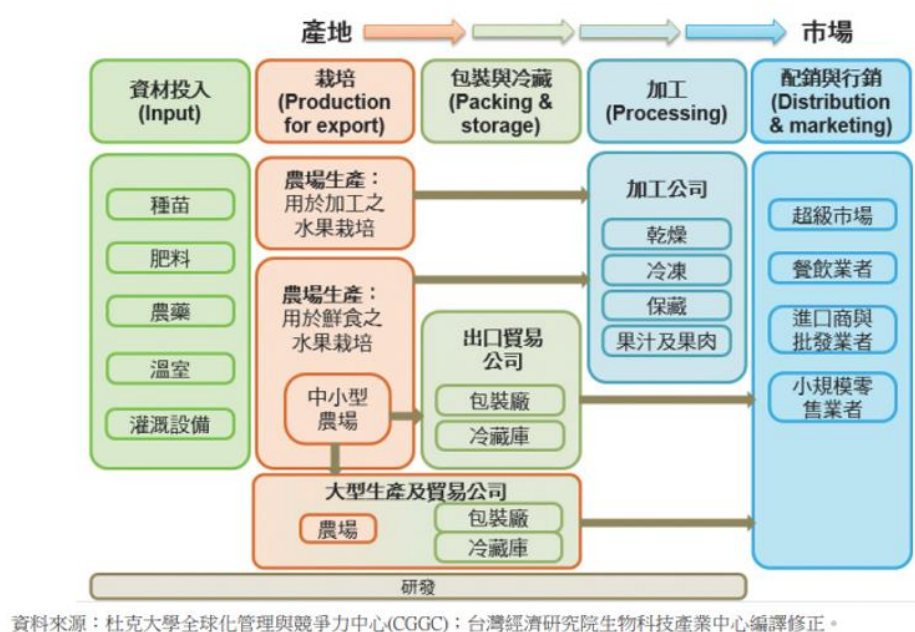 產地
市場
資材投入
(Input)
栽培
(Production
for export)
包裝與冷藏
(Packing &
storage)
加工
(Processing)
配銷與行銷
(Distribution
& marketing)
種苗
肥料
農藥
溫室
灌溉設備
農場生產：
用於加工之
水果栽培
農場生產：
用於鮮食之
水果栽培
中小型
農場
出口貿易
公司
包裝廠
冷藏庫
大型生產及貿易公司
農場
包裝廠
冷藏庫
加工公司
乾燥
冷凍
保藏
果汁及果肉
超級市場
餐飲業者
進口商與
批發業者
小規模零
售業者
研發
資料來源：杜克大學全球化管理與競爭力中心(CGGC)；台灣經濟研究院生物科技產業中心編譯修正。